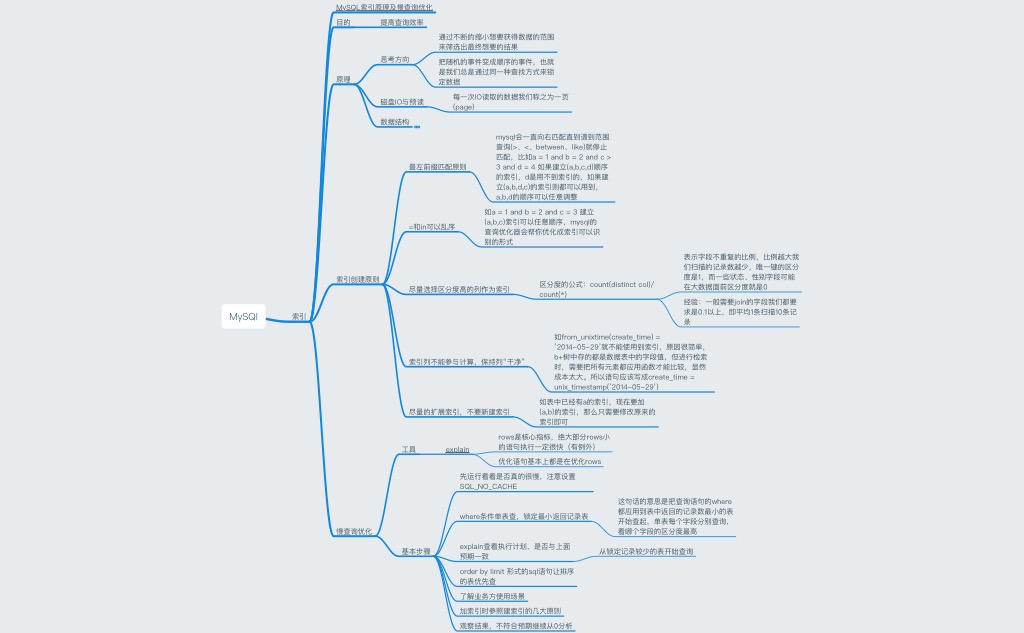 MySQL索引原理及慢查询优化
目的
提高查询效率
通过不断的缩小想要获得数据的范围
来筛选出最终想要的结果
思考方向
把随机的事件变成顺序的事件，也就
是我们总是通过同一种查找方式来锁
定数据
原理
每一次IO读取的数据我们称之为一页
(page)
磁盘IO与预读
数据结构
mysql会一直向右匹配直到遇到范围
查询(>、<、between、like)就停止
匹配，比如a = 1 and b = 2 and c >
3 and d = 4 如果建立(a,b,c,d)顺序
的索引，d是用不到索引的，如果建
立(a,b,d,c)的索引则都可以用到，
a,b,d的顺序可以任意调整
最左前缀匹配原则
如a = 1 and b = 2 and c = 3 建立
(a,b,c)索引可以任意顺序，mysql的
查询优化器会帮你优化成索引可以识
别的形式
=和in可以乱序
表示字段不重复的比例，比例越大我
们扫描的记录数越少，唯一键的区分
度是1，而一些状态、性别字段可能
在大数据面前区分度就是0
索引创建原则
尽量选择区分度高的列作为索引
区分度的公式：count(distinct col)/
count(*)
经验：一般需要join的字段我们都要
求是0.1以上，即平均1条扫描10条记
录
MySQl
索引
如from_unixtime(create_time) =
'2014-05-29'就不能使用到索引，原因很简单，
b+树中存的都是数据表中的字段值，但进行检索
时，需要把所有元素都应用函数才能比较，显然
成本太大。所以语句应该写成create_time =
unix_timestamp('2014-05-29')
索引列不能参与计算，保持列“干净”
如表中已经有a的索引，现在要加
(a,b)的索引，那么只需要修改原来的
索引即可
尽量的扩展索引，不要新建索引
rows是核心指标，绝大部分rows小
的语句执行一定很快（有例外）
工具
explain
优化语句基本上都是在优化rows
先运行看看是否真的很慢，注意设置
SQL_NO_CACHE
这句话的意思是把查询语句的where
都应用到表中返回的记录数最小的表
开始查起，单表每个字段分别查询，
看哪个字段的区分度最高
where条件单表查，锁定最小返回记录表
慢查询优化
explain查看执行计划，是否与上面
预期一致
从锁定记录较少的表开始查询
基本步骤
order by limit 形式的sql语句让排序
的表优先查
了解业务方使用场景
加索引时参照建索引的几大原则
观察结果，不符合预期继续从0分析